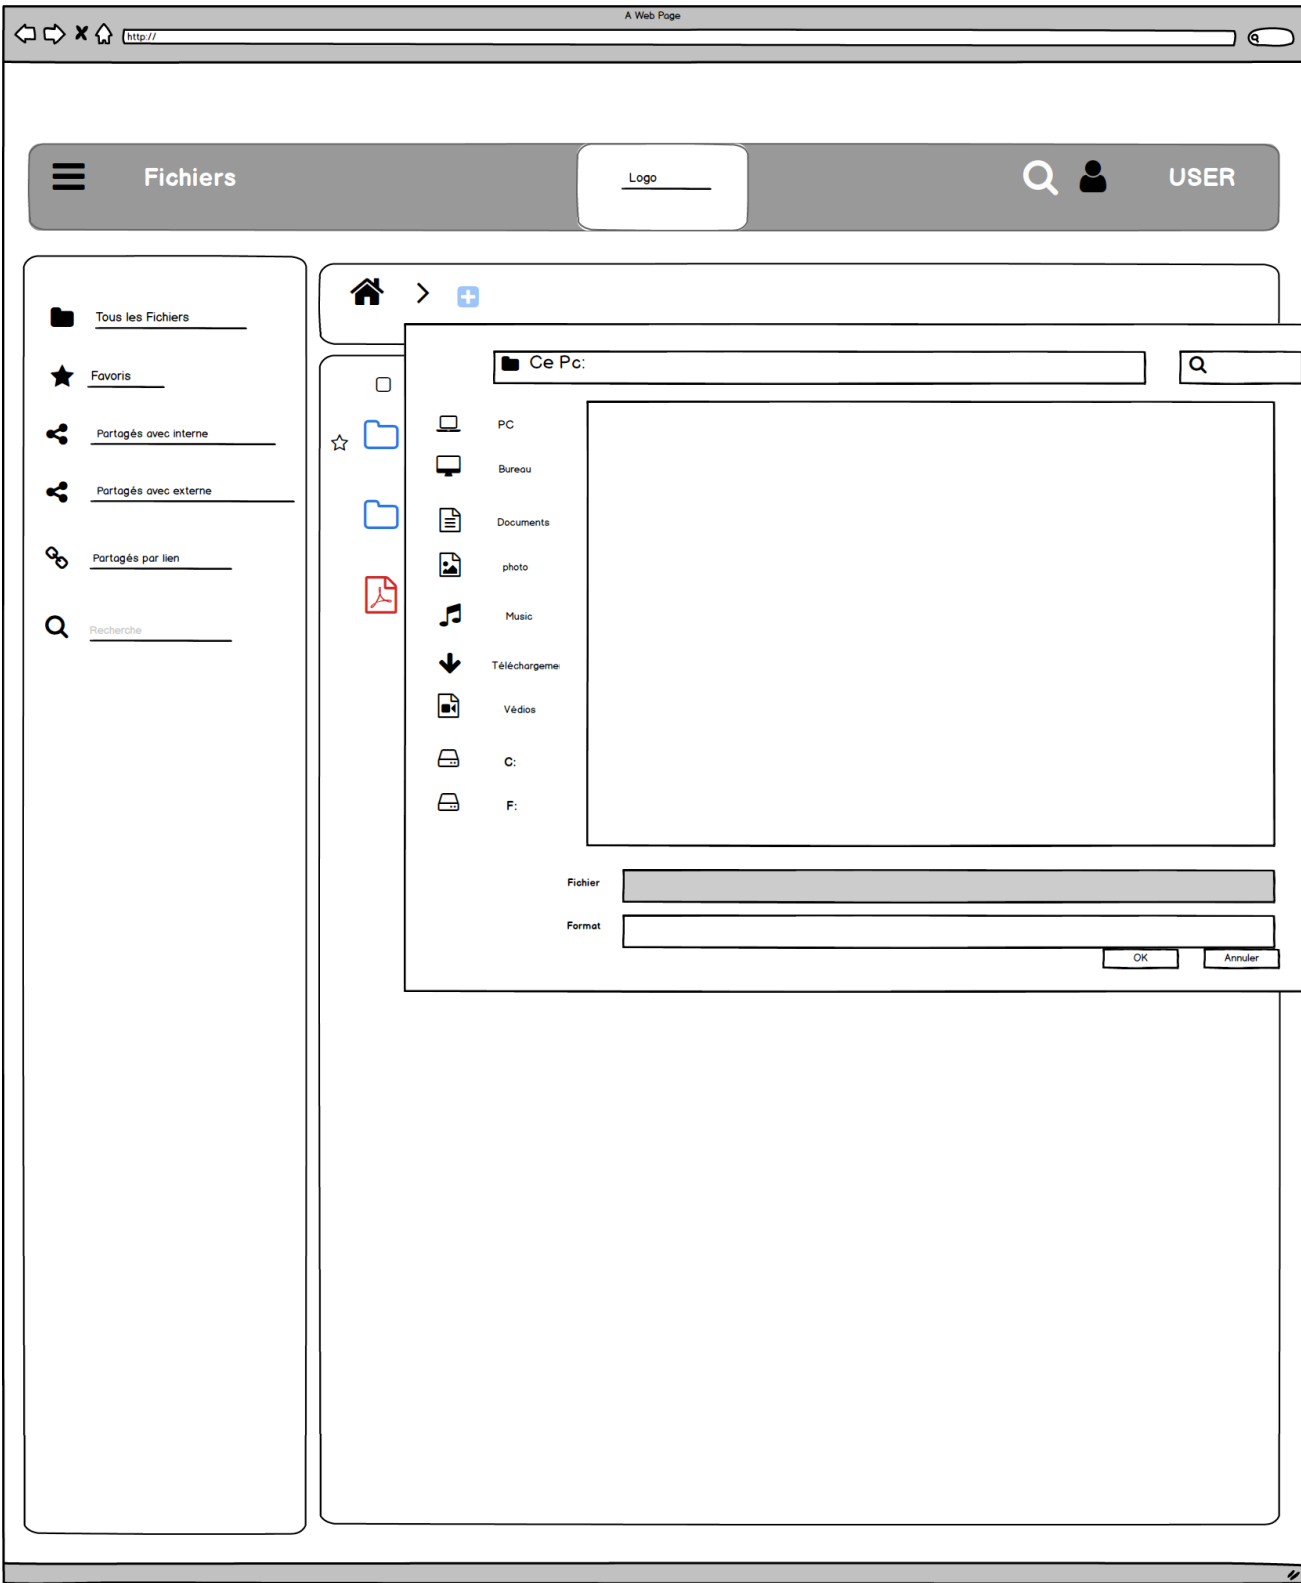 A Web Page
http://
Fichiers
Logo
USER
Tous les Fichiers
Favoris
Partagés avec interne
Partagés avec externe
Partagés par lien
Recherche
Ce Pc:
PC
Bureau
Documents
photo
Music
Téléchargeme
Védios
C:
F:
Fichier
Format
OK
Annuler